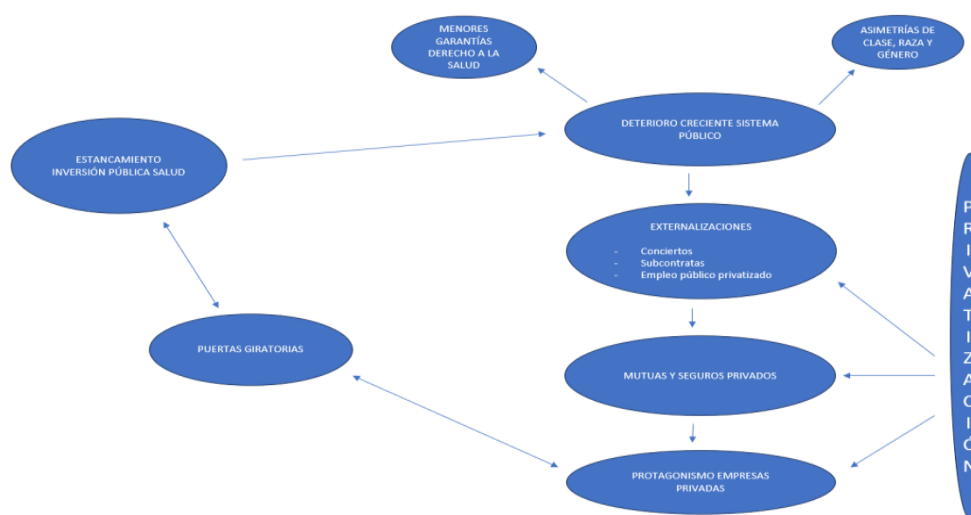 MENORES
GARANTÍAS
DERECHO A LA
SALUD
ASIMETRÍAS DE
CLASE, RAZA Y
GÉNERO
DETERIORO CRECIENTE SISTEMA
PÚBLICO
ESTANCAMIENTO
INVERSIÓN PÚBLICA SALUD
EXTERNALIZACIONES
- Conciertos
- Subcontratas
- Empleo público privatizado
PUERTAS GIRATORIAS
MUTUAS Y SEGUROS PRIVADOS
PROTAGONISMO EMPRESAS
PRIVADAS
P
R
I
V
A
T
I
Z
A
C
I
Ó
N